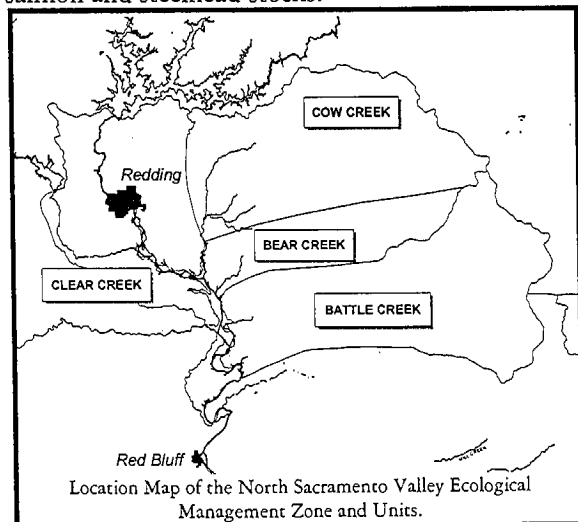 salmon and steelhead stocks.
COW CREEK
Redding
BEAR CREEK
CLEAR CREEK
BATTLE CREEK
Red Bluff
Location Map of the North Sacramento Valley Ecological
Management Zone and Units.